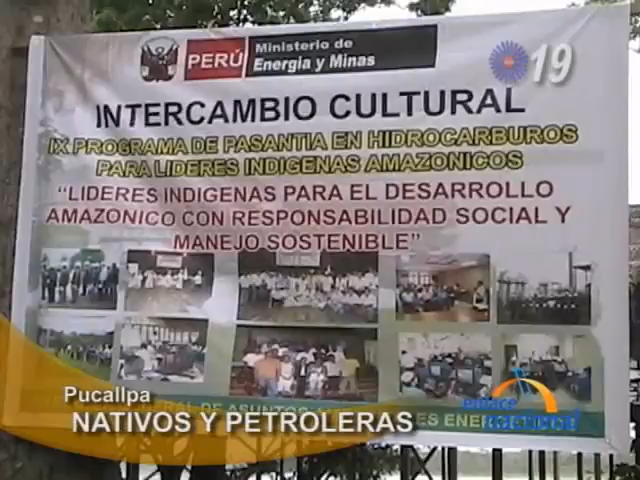 PERÚ
Ministerio de
Energía y Minas
19
INTERCAMBIO CULTURAL
IX PROGRAMA DE PASANTIA EN HIDROCARBUROS
PARA LIDERES INDIGENAS AMAZONICOS
“LIDERES INDIGENAS PARA EL DESARROLLO
AMAZONICO CON RESPONSABILIDAD SOCIAL Y
MANEJO SOSTENIBLE”
Pucallpa
NATIVOS Y PETROLERAS
enlace